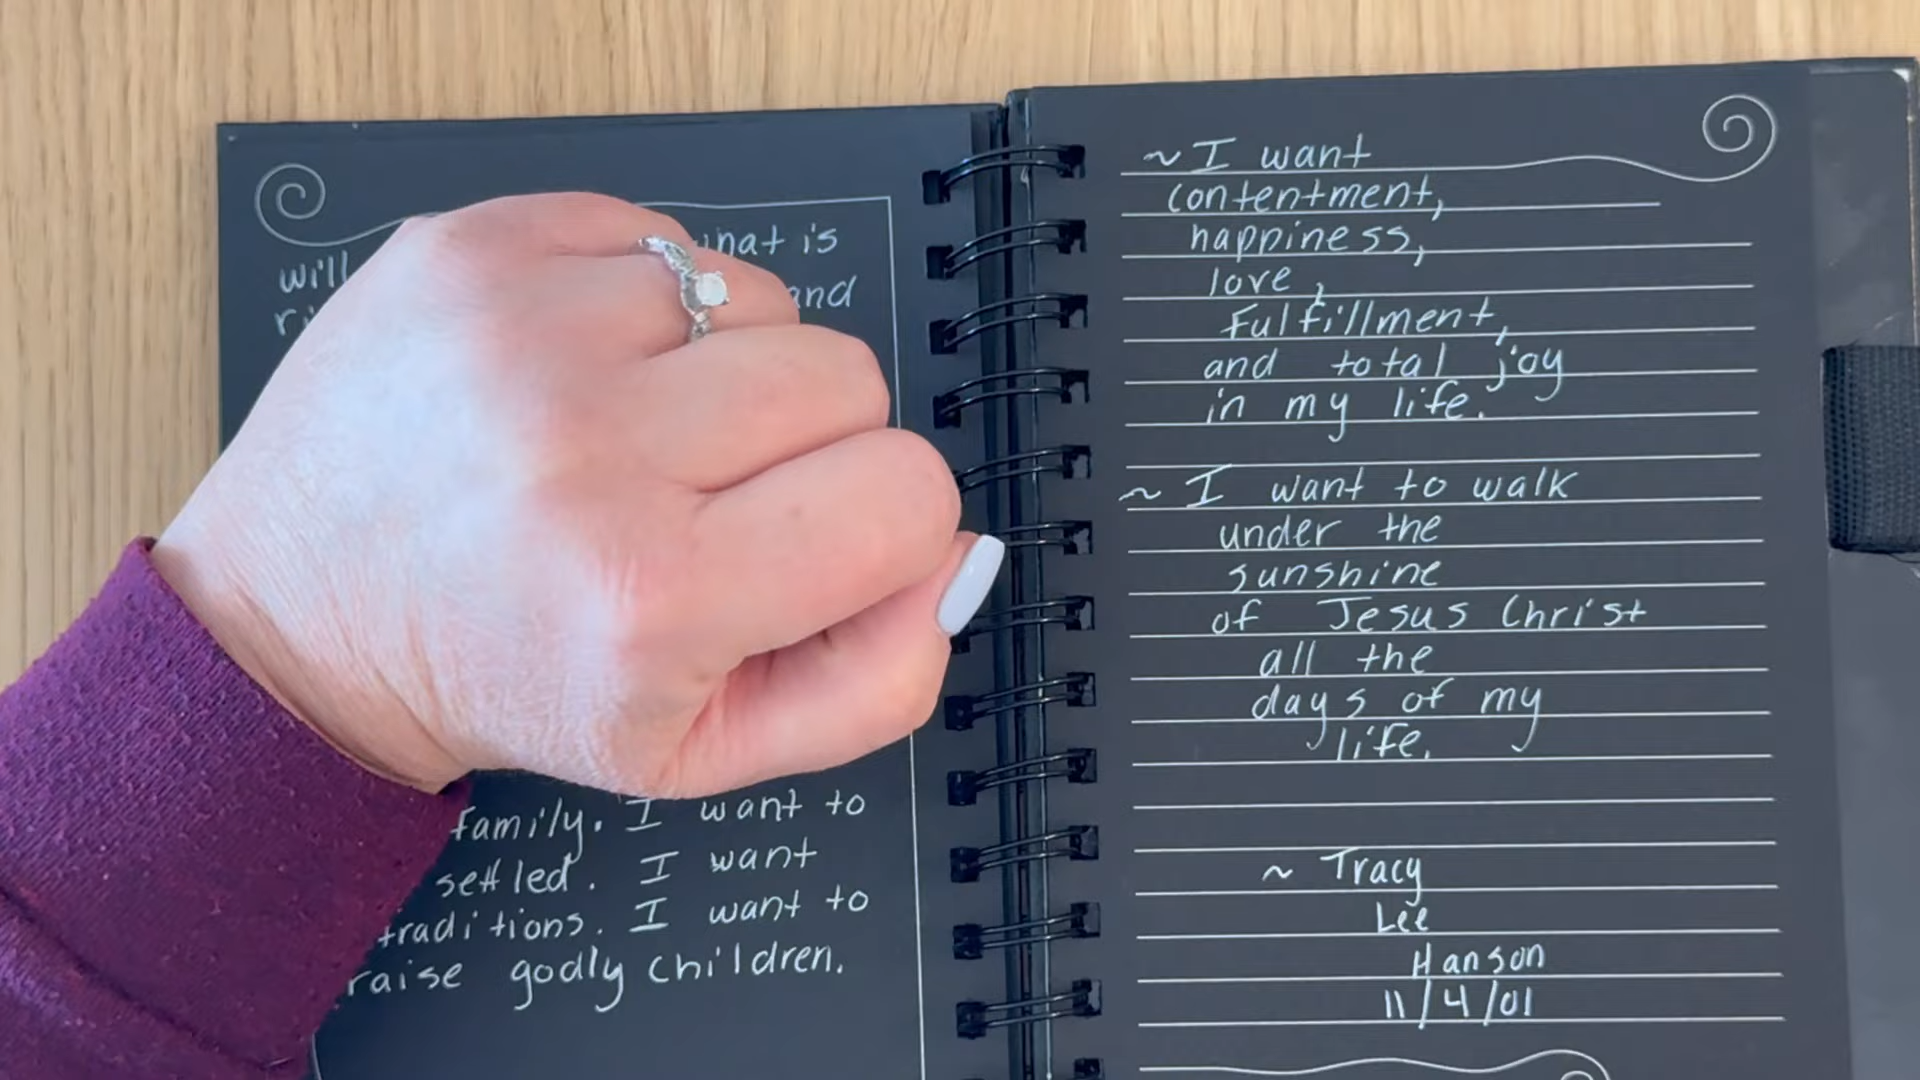 will what is
and
family. I want to
settled. I want
traditions. I want to
raise godly children.
~ I want
contentment,
happiness,
love,
fulfillment,
and total joy
in my life.
~ I want to walk
under the
sunshine
of Jesus Christ
all the
days of my
life.
~ Tracy
Lee
Hanson
11/4/01